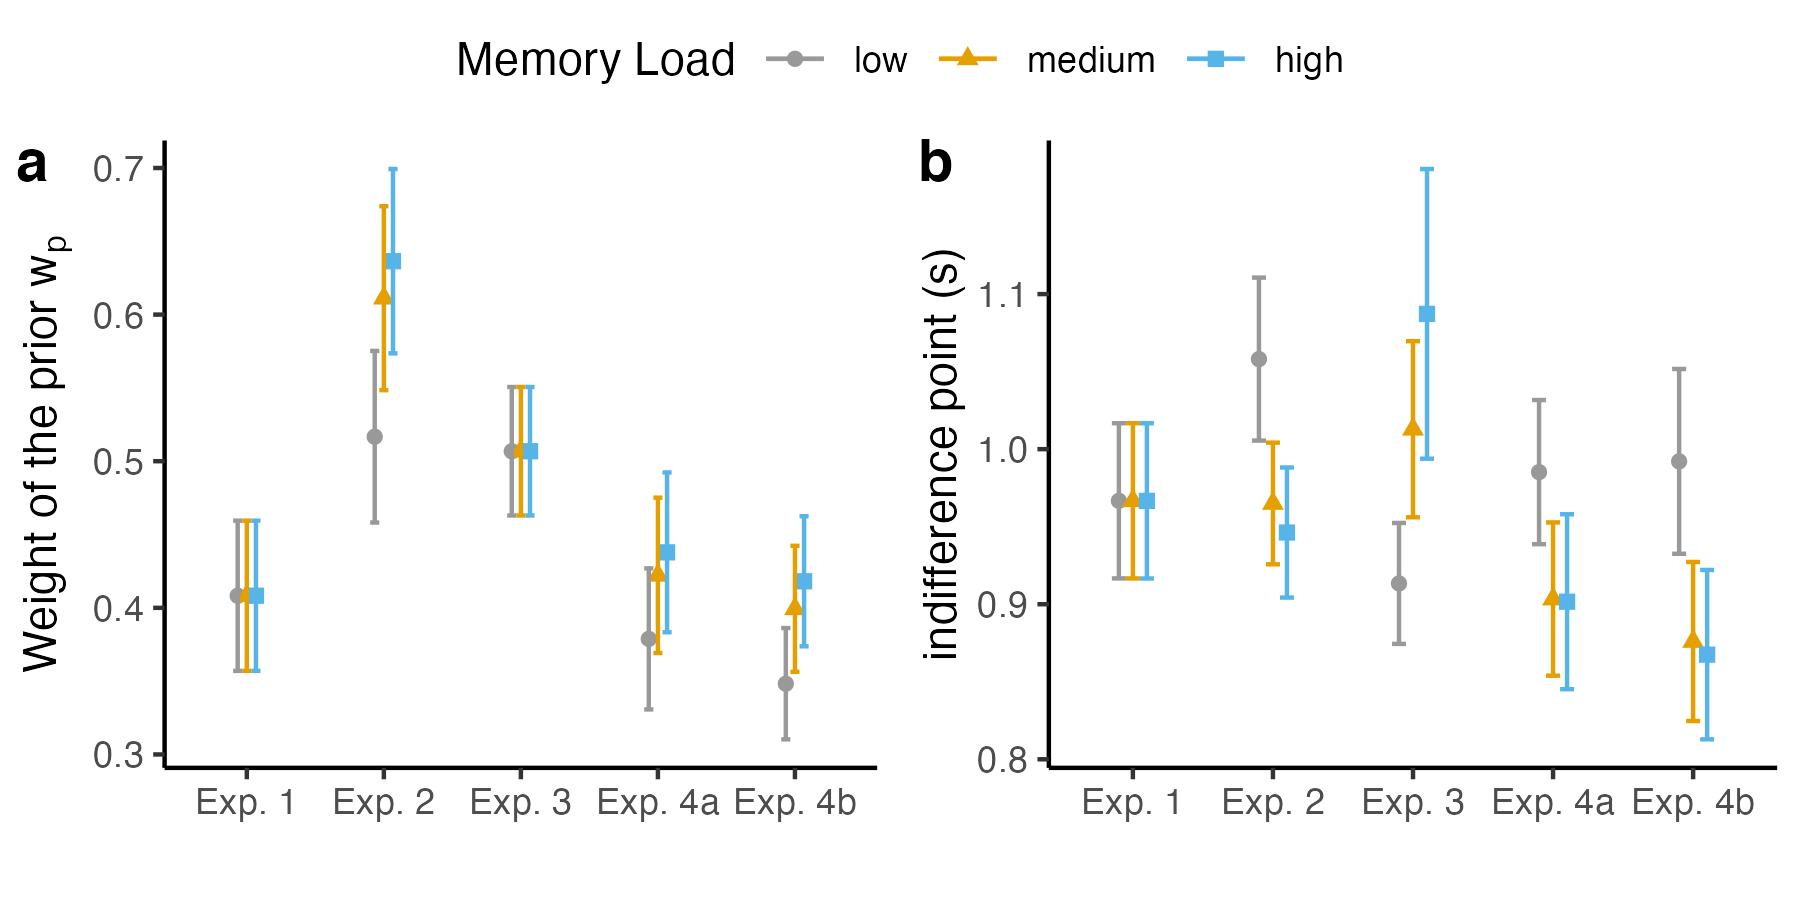 Memory Load low medium high
a
Weight of the prior wp
0.7
0.6
0.5
0.4
0.3
Exp. 1 Exp. 2 Exp. 3 Exp. 4a Exp. 4b
b
indifference point (s)
1.1
1.0
0.9
0.8
Exp. 1 Exp. 2 Exp. 3 Exp. 4a Exp. 4b